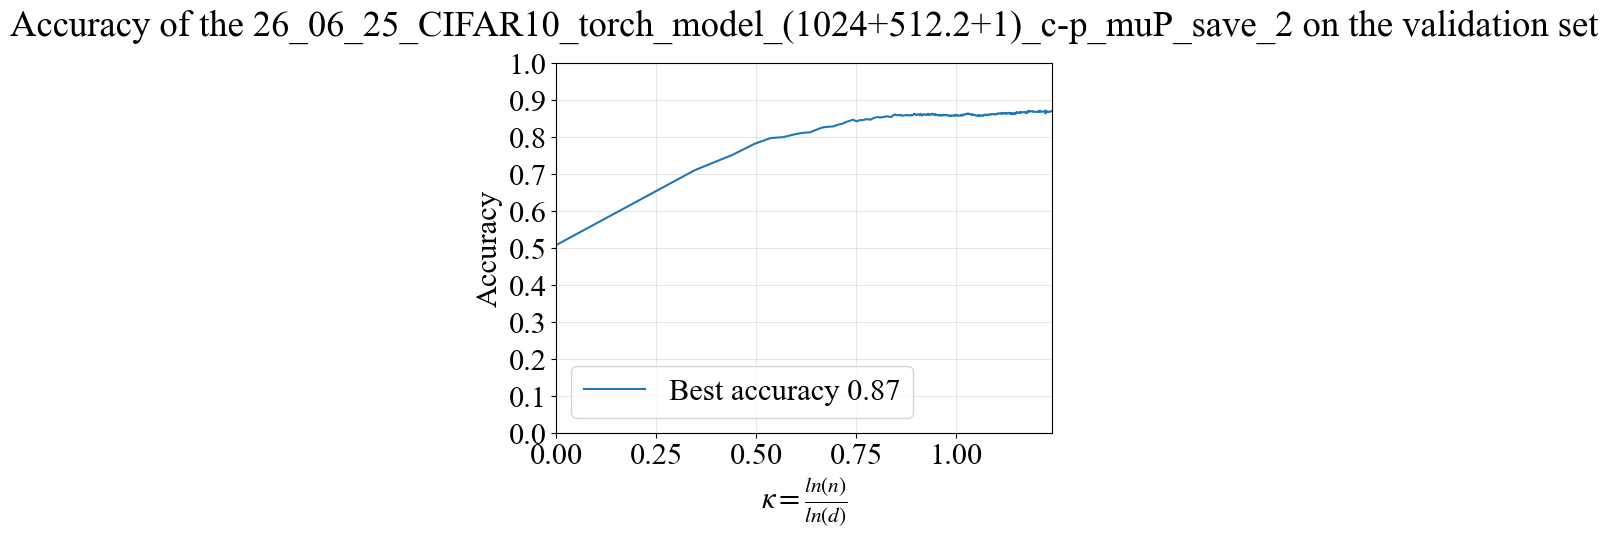 Accuracy of the 26_06_25_CIFAR10_torch_model_(1024+512.2+1)_c-p_muP_save_2 on the validation set
1.0
0.9
0.8
0.7
0.6
0.5
0.4
0.3
0.2
0.1
0.0
Accuracy
Best accuracy 0.87
0.00 0.25 0.50 0.75 1.00
κ = ln(n)/ln(d)